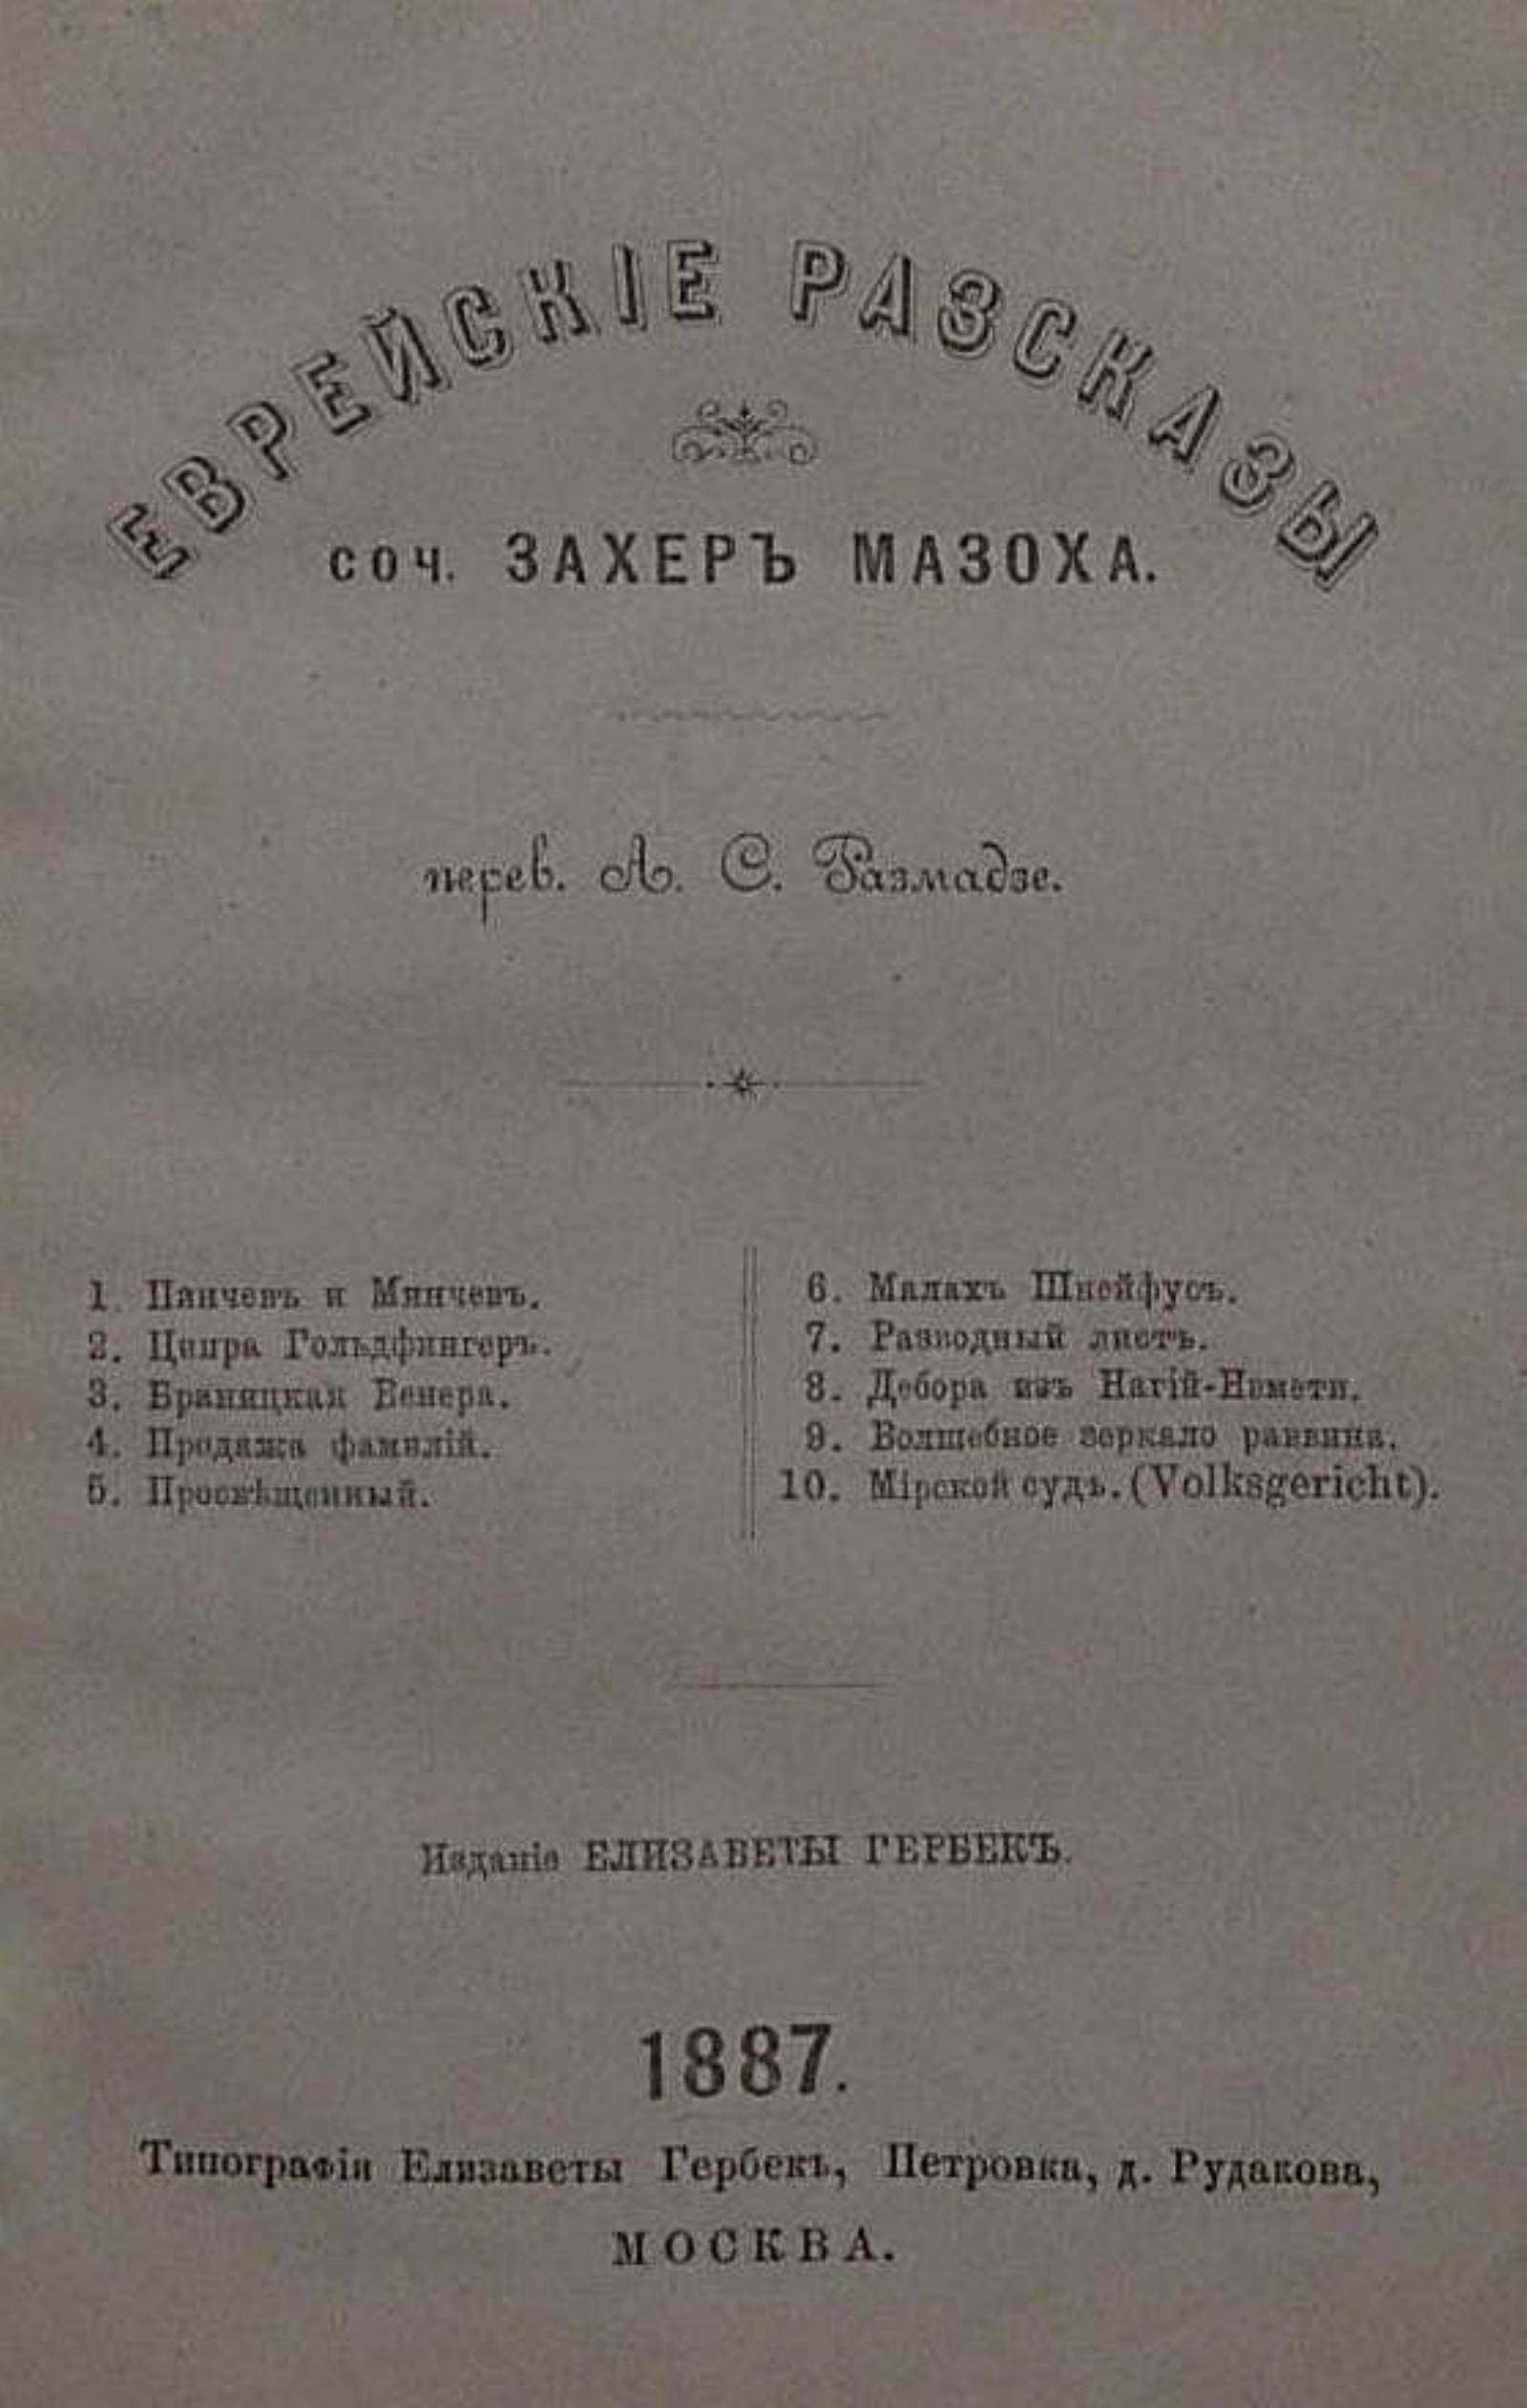 ЕВРЕЙСКІЕ РАЗСКАЗЫ
соч. ЗАХЕРЪ МАЗОХА.
перев. А. С. Размадзе.
1. Пинчевъ и Минчевъ.
2. Ципра Гольдфингеръ.
3. Браницкая Венера.
4. Продажа фамилій.
5. Просвѣщенный.
6. Малахъ Шнейфусъ.
7. Разводный листъ.
8. Дебора изъ Нагій-Немети.
9. Волшебное зеркало раввина.
10. Мірской судъ. (Volksgericht).
Изданіе ЕЛИЗАВЕТЫ ГЕРБЕКЪ.
1887.
Типографія Елизаветы Гербекъ, Петровка, д. Рудакова,
МОСКВА.